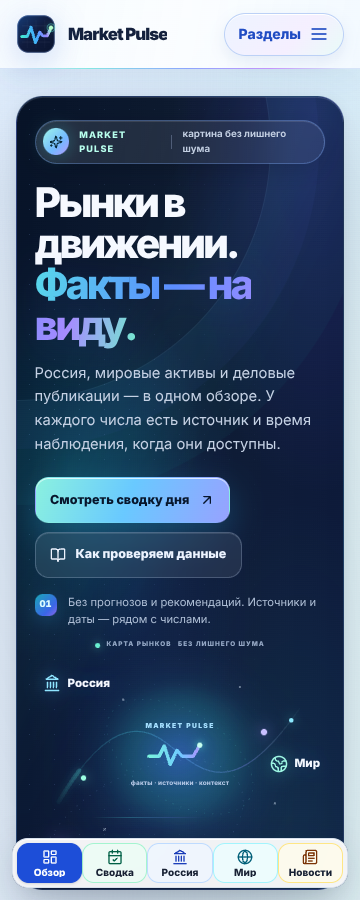 Market Pulse
Разделы
MARKET PULSE
картина без лишнего шума
Рынки в
движении.
Факты — на
виду.
Россия, мировые активы и деловые
публикации — в одном обзоре. У
каждого числа есть источник и время
наблюдения, когда они доступны.
Смотреть сводку дня
Как проверяем данные
01
Без прогнозов и рекомендаций. Источники и
даты — рядом с числами.
КАРТА РЫНКОВ БЕЗ ЛИШНЕГО ШУМА
Россия
MARKET PULSE
Мир
факты · источники · контекст
Обзор
Сводка
Россия
Мир
Новости